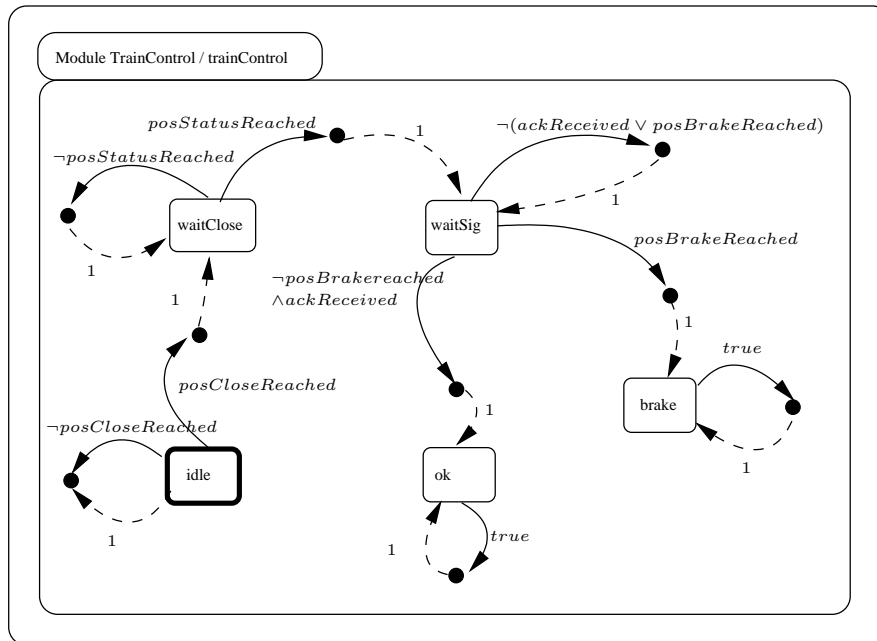 Module TrainControl / trainControl
posStatusReached
1
¬(ackReceived ∨ posBrakeReached)
¬posStatusReached
1
waitClose
waitSig
posBrakeReached
1
¬posBrakereached
∧ackReceived
1
1
true
posCloseReached
brake
1
¬posCloseReached
1
idle
ok
true
1
1